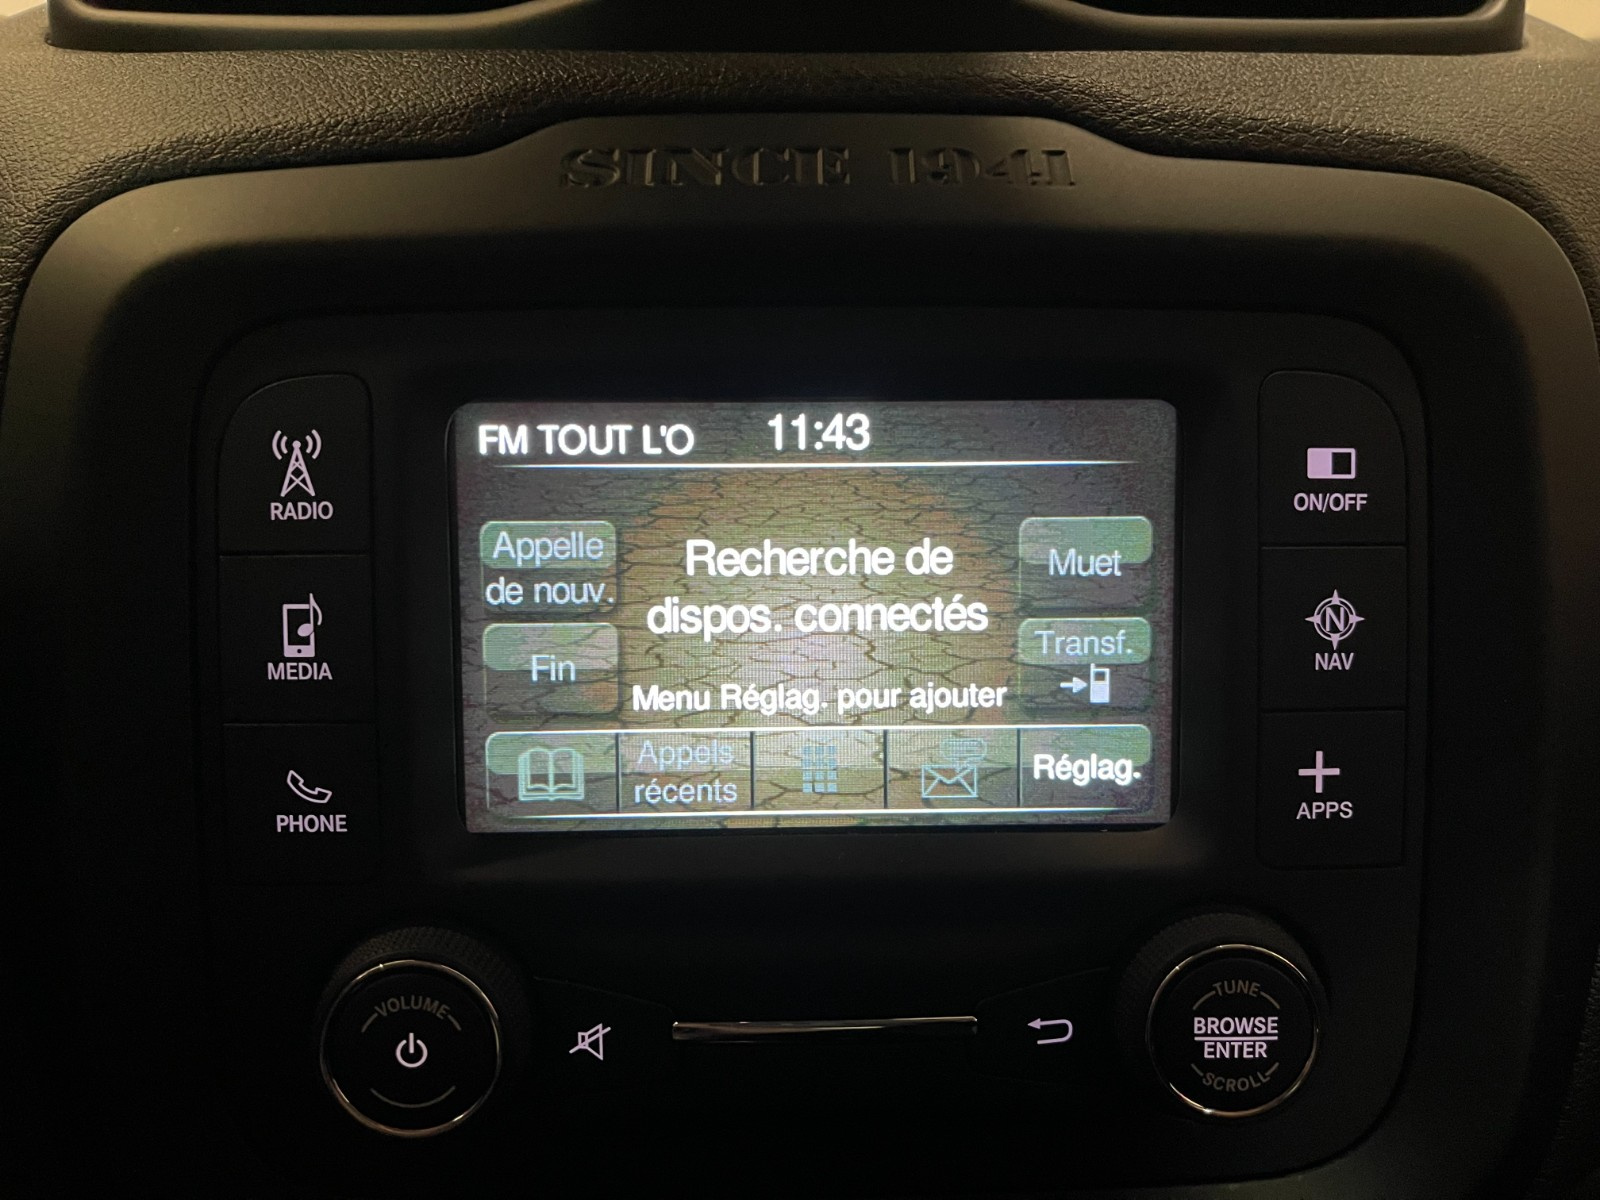 SINCE 1941
FM TOUT L'O 11:43
Appelle
de nouv.
Recherche de
dispos. connectés
Muet
Fin
Transf.
Menu Réglag. pour ajouter
Appels
récents
Réglag.
RADIO
MEDIA
PHONE
ON/OFF
N
NAV
APPS
VOLUME
TUNE
BROWSE
ENTER
SCROLL